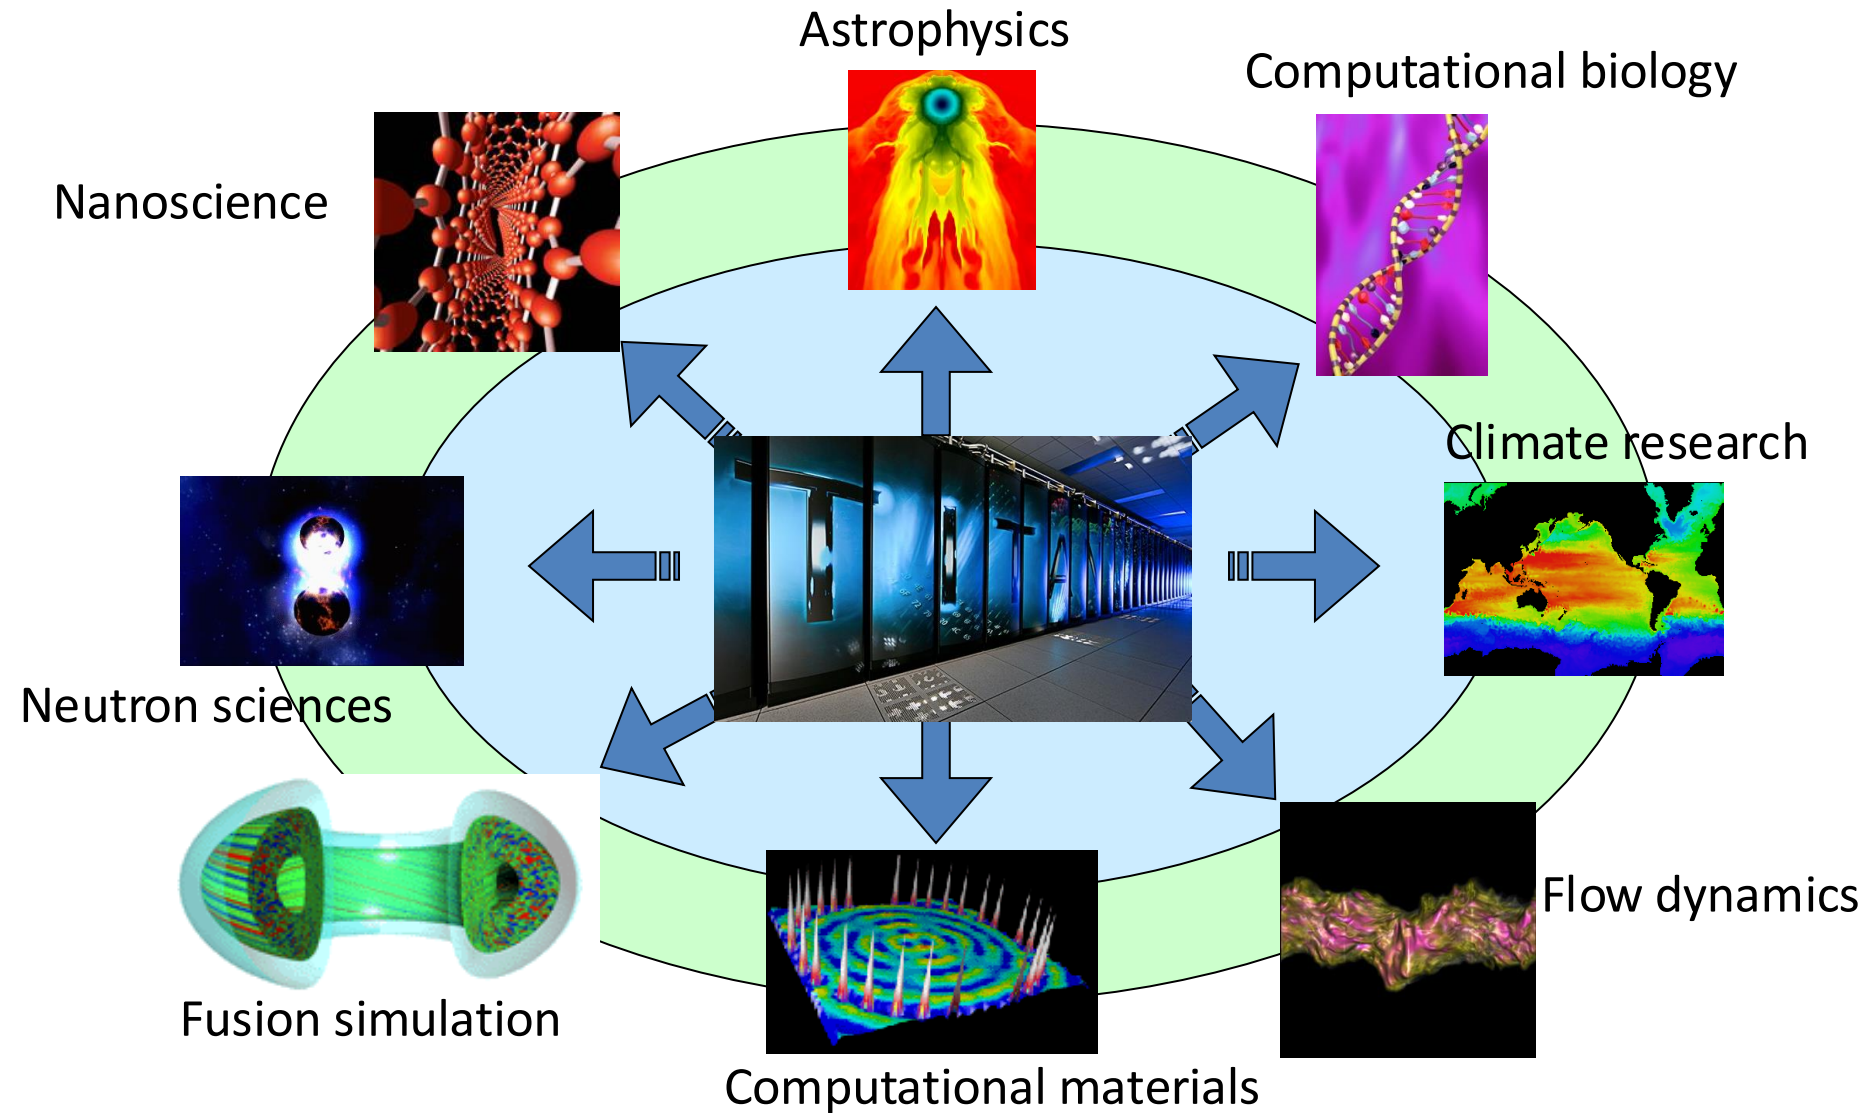 Astrophysics
Computational biology
Nanoscience
Climate research
TITAN
Neutron sciences
Flow dynamics
Fusion simulation
Computational materials